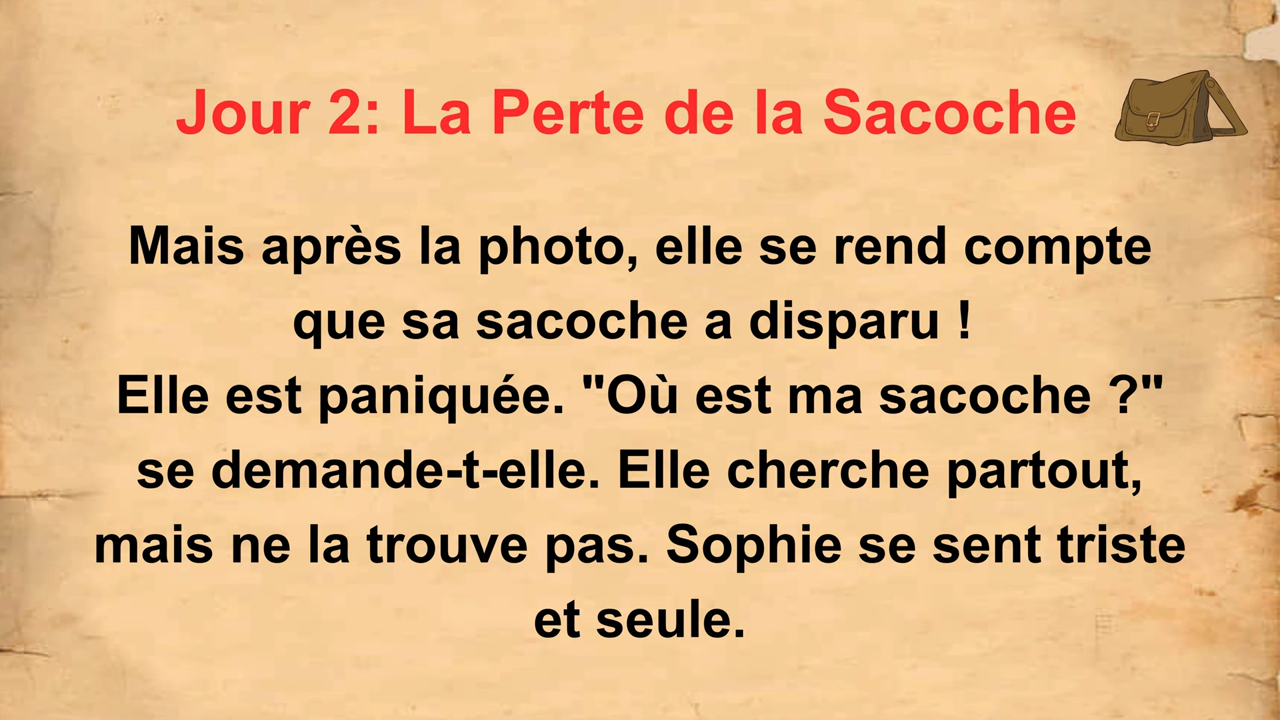 Jour 2: La Perte de la Sacoche
Mais après la photo, elle se rend compte
que sa sacoche a disparu !
Elle est paniquée. "Où est ma sacoche ?"
se demande-t-elle. Elle cherche partout,
mais ne la trouve pas. Sophie se sent triste
et seule.